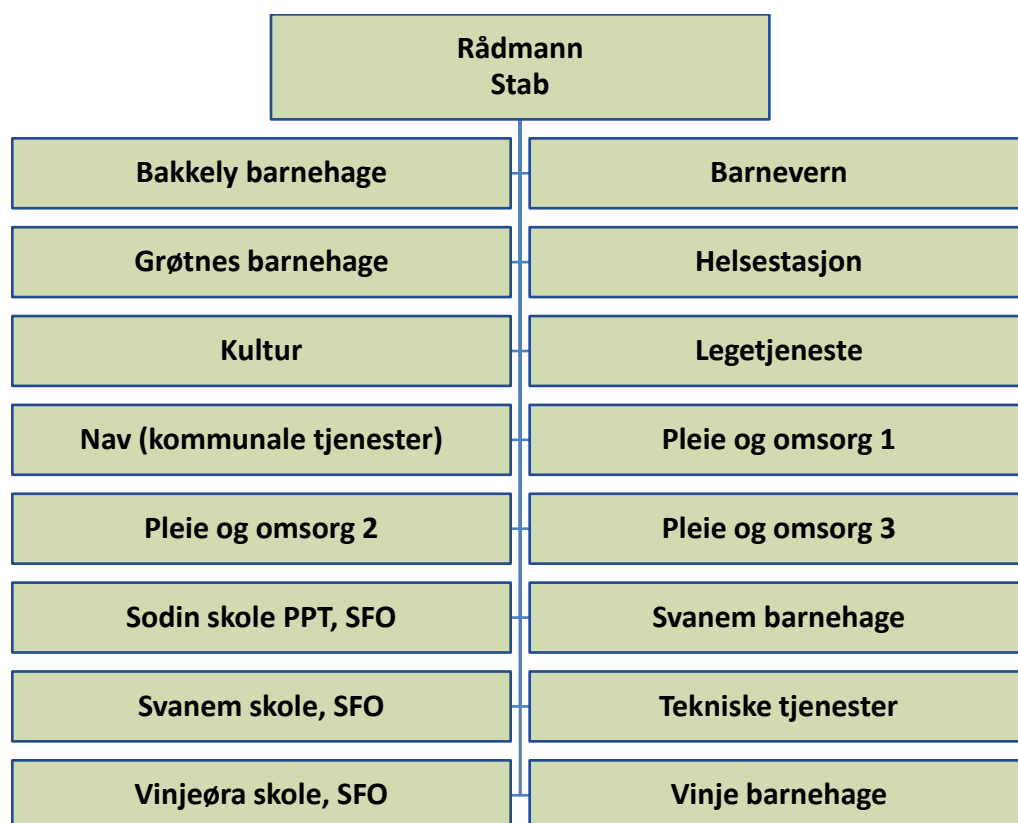 Rådmann
Stab
Bakkely barnehage
Barnevern
Grøtnes barnehage
Helsestasjon
Kultur
Legetjeneste
Nav (kommunale tjenester)
Pleie og omsorg 1
Pleie og omsorg 2
Pleie og omsorg 3
Sodin skole PPT, SFO
Svanem barnehage
Svanem skole, SFO
Tekniske tjenester
Vinjeøra skole, SFO
Vinje barnehage